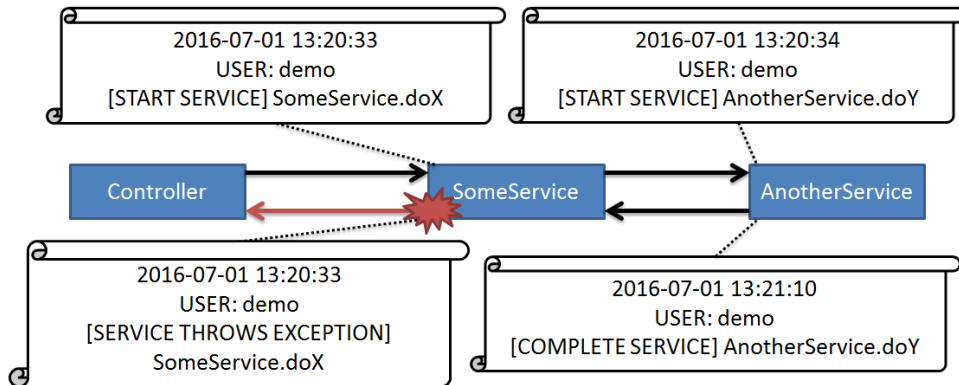 2016-07-01 13:20:33
USER: demo
[START SERVICE] SomeService.doX
2016-07-01 13:20:34
USER: demo
[START SERVICE] AnotherService.doY
Controller
SomeService
AnotherService
2016-07-01 13:20:33
USER: demo
[SERVICE THROWS EXCEPTION]
SomeService.doX
2016-07-01 13:21:10
USER: demo
[COMPLETE SERVICE] AnotherService.doY